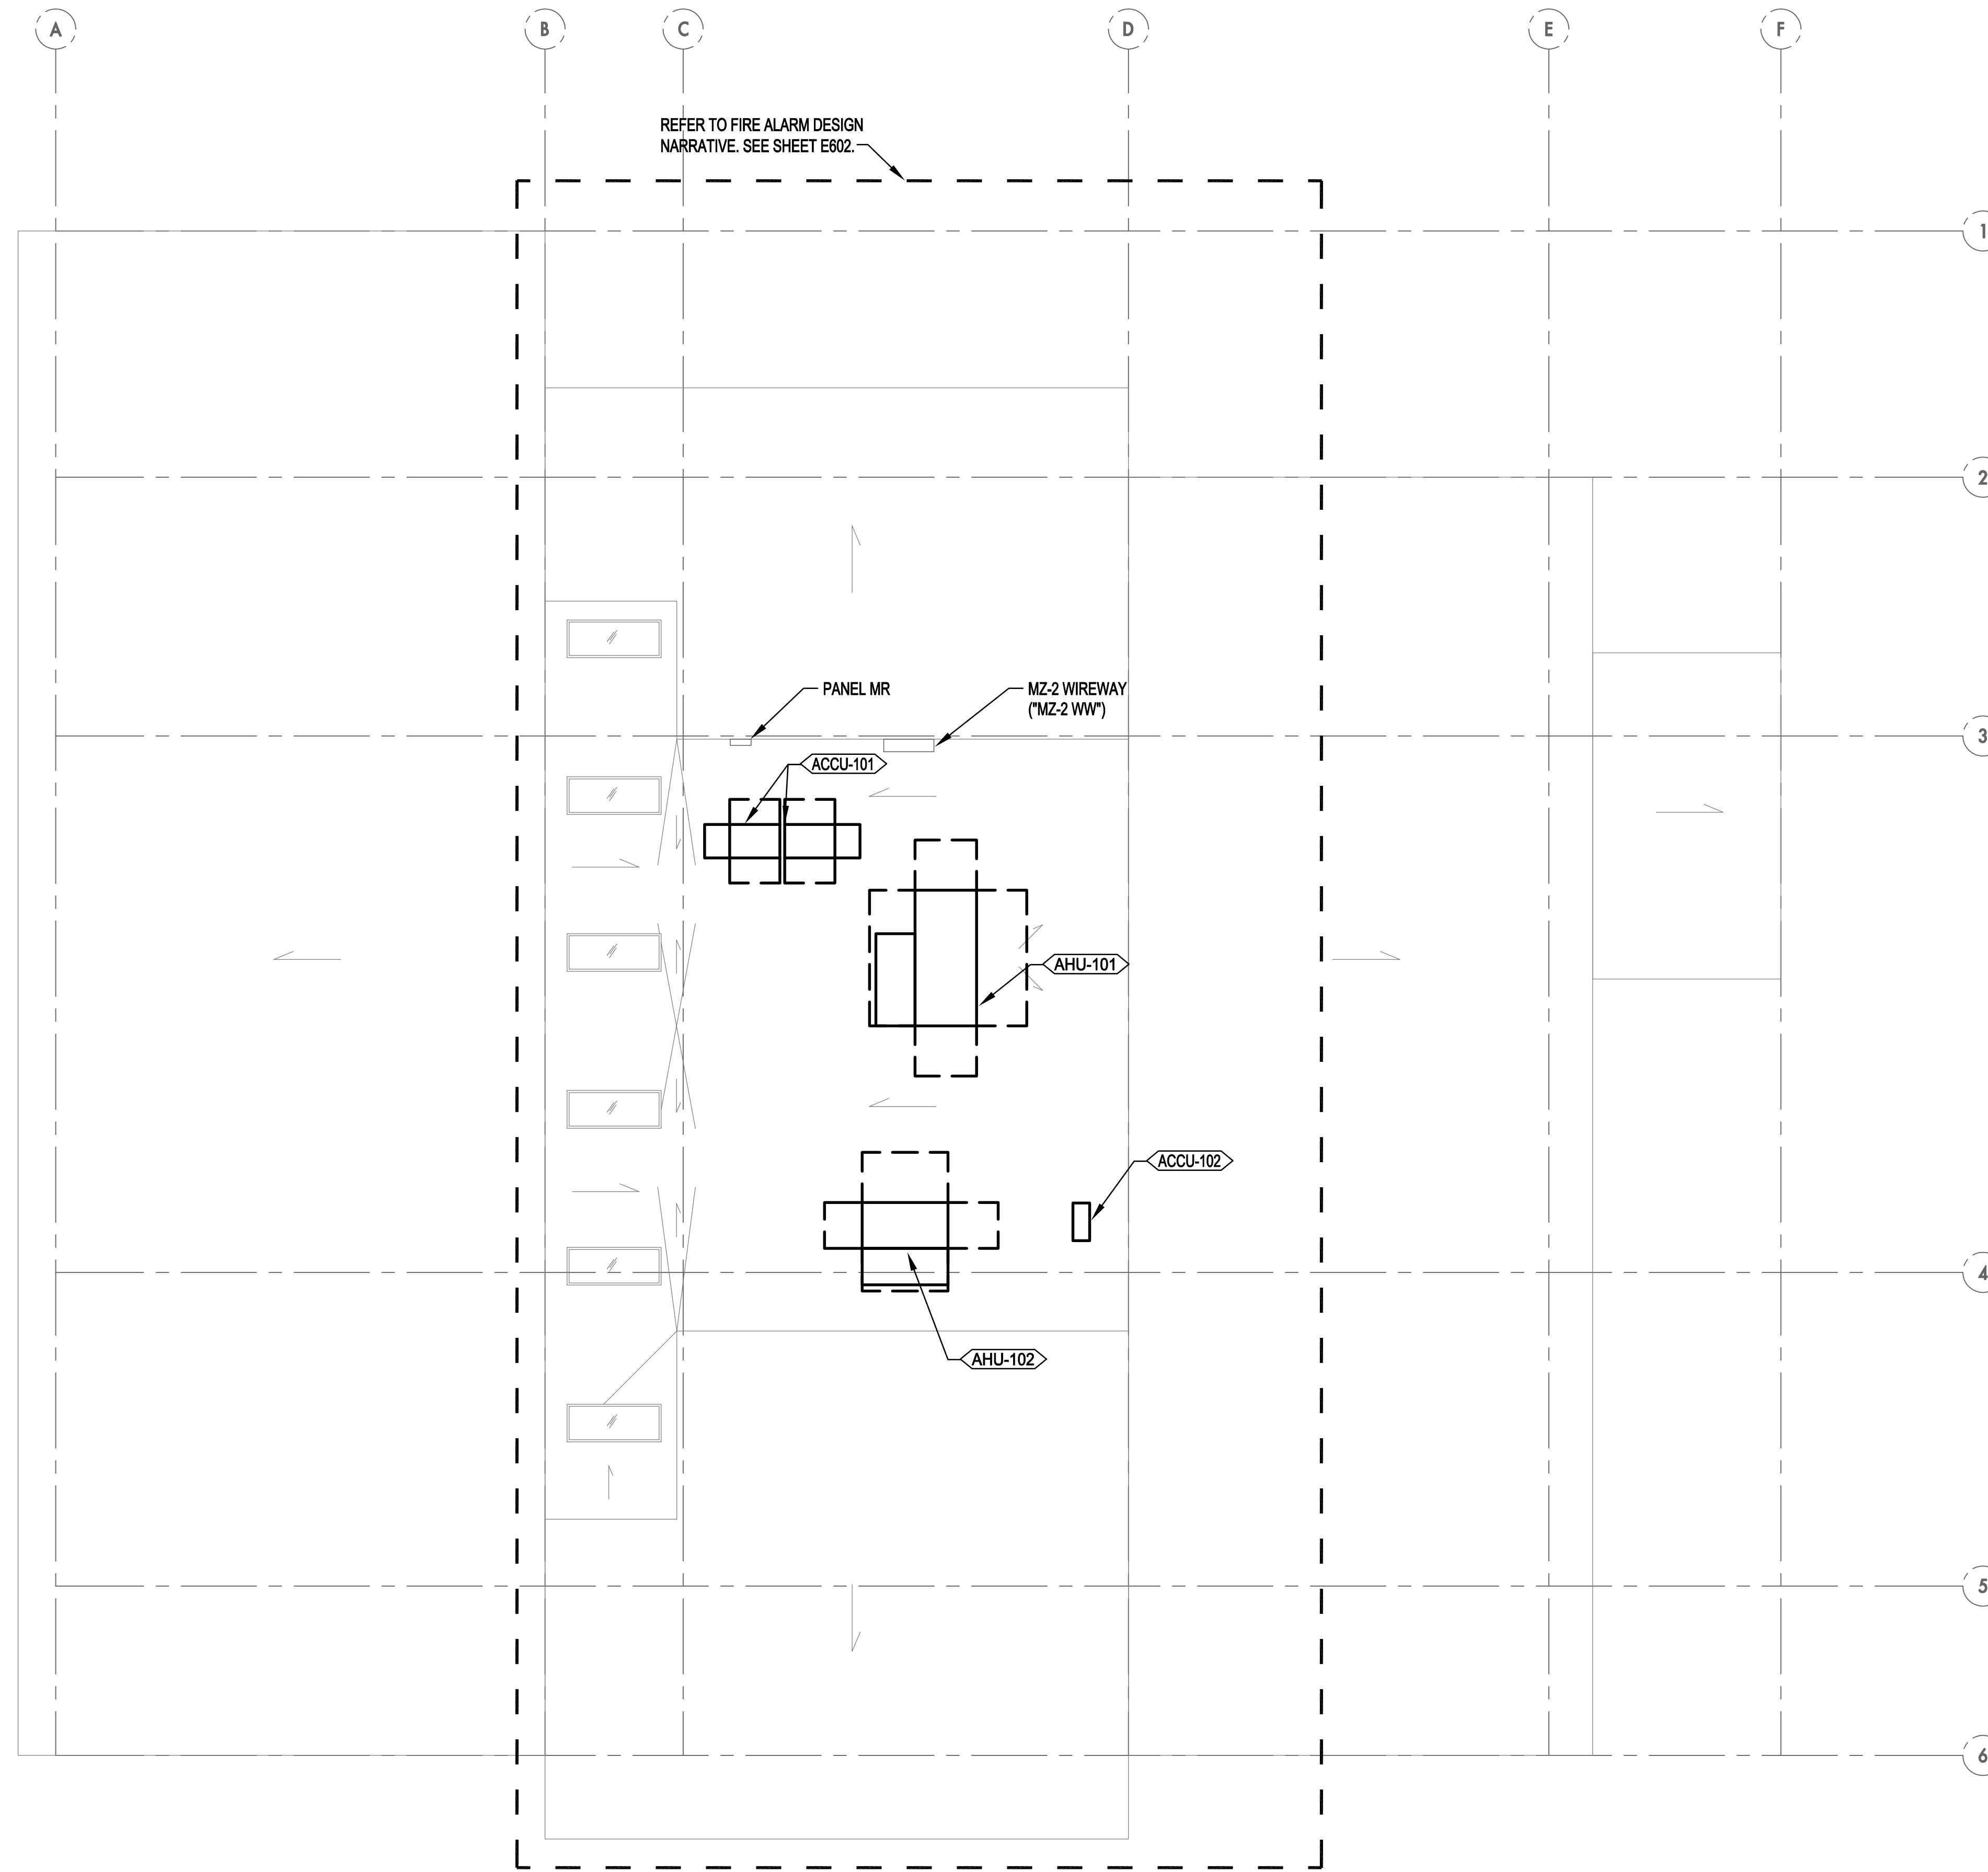 A
B
C
D
E
F
REFER TO FIRE ALARM DESIGN
NARRATIVE. SEE SHEET E602.
1
2
PANEL MR
MZ-2 WIREWAY
("MZ-2 WW")
3
ACCU-101
AHU-101
ACCU-102
4
AHU-102
5
6